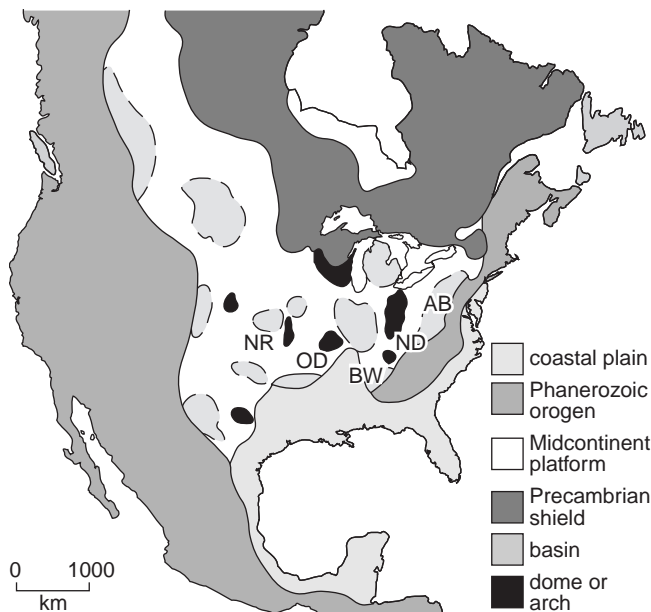 AB
NR
ND
OD
BW
coastal plain
Phanerozoic
orogen
Midcontinent
platform
Precambrian
shield
basin
dome or
arch
0 1000
km